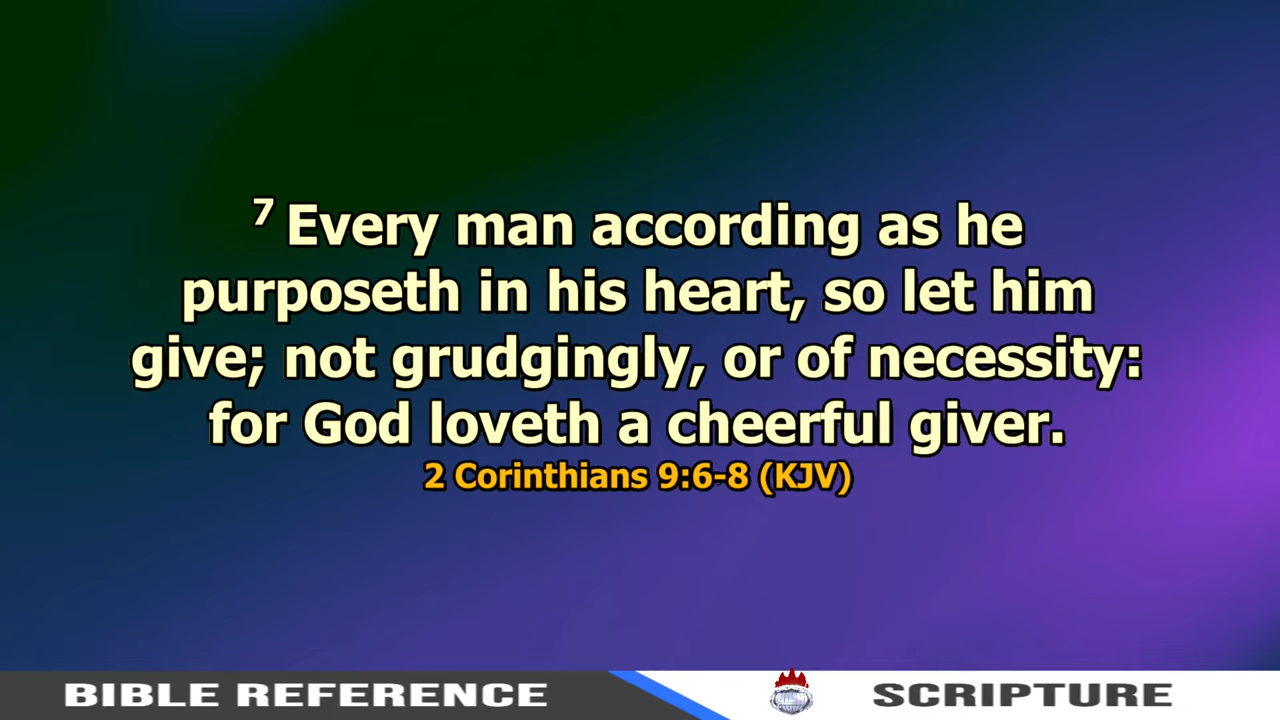 7 Every man according as he
purposeth in his heart, so let him
give; not grudgingly, or of necessity:
for God loveth a cheerful giver.
2 Corinthians 9:6-8 (KJV)
BIBLE REFERENCE
SCRIPTURE